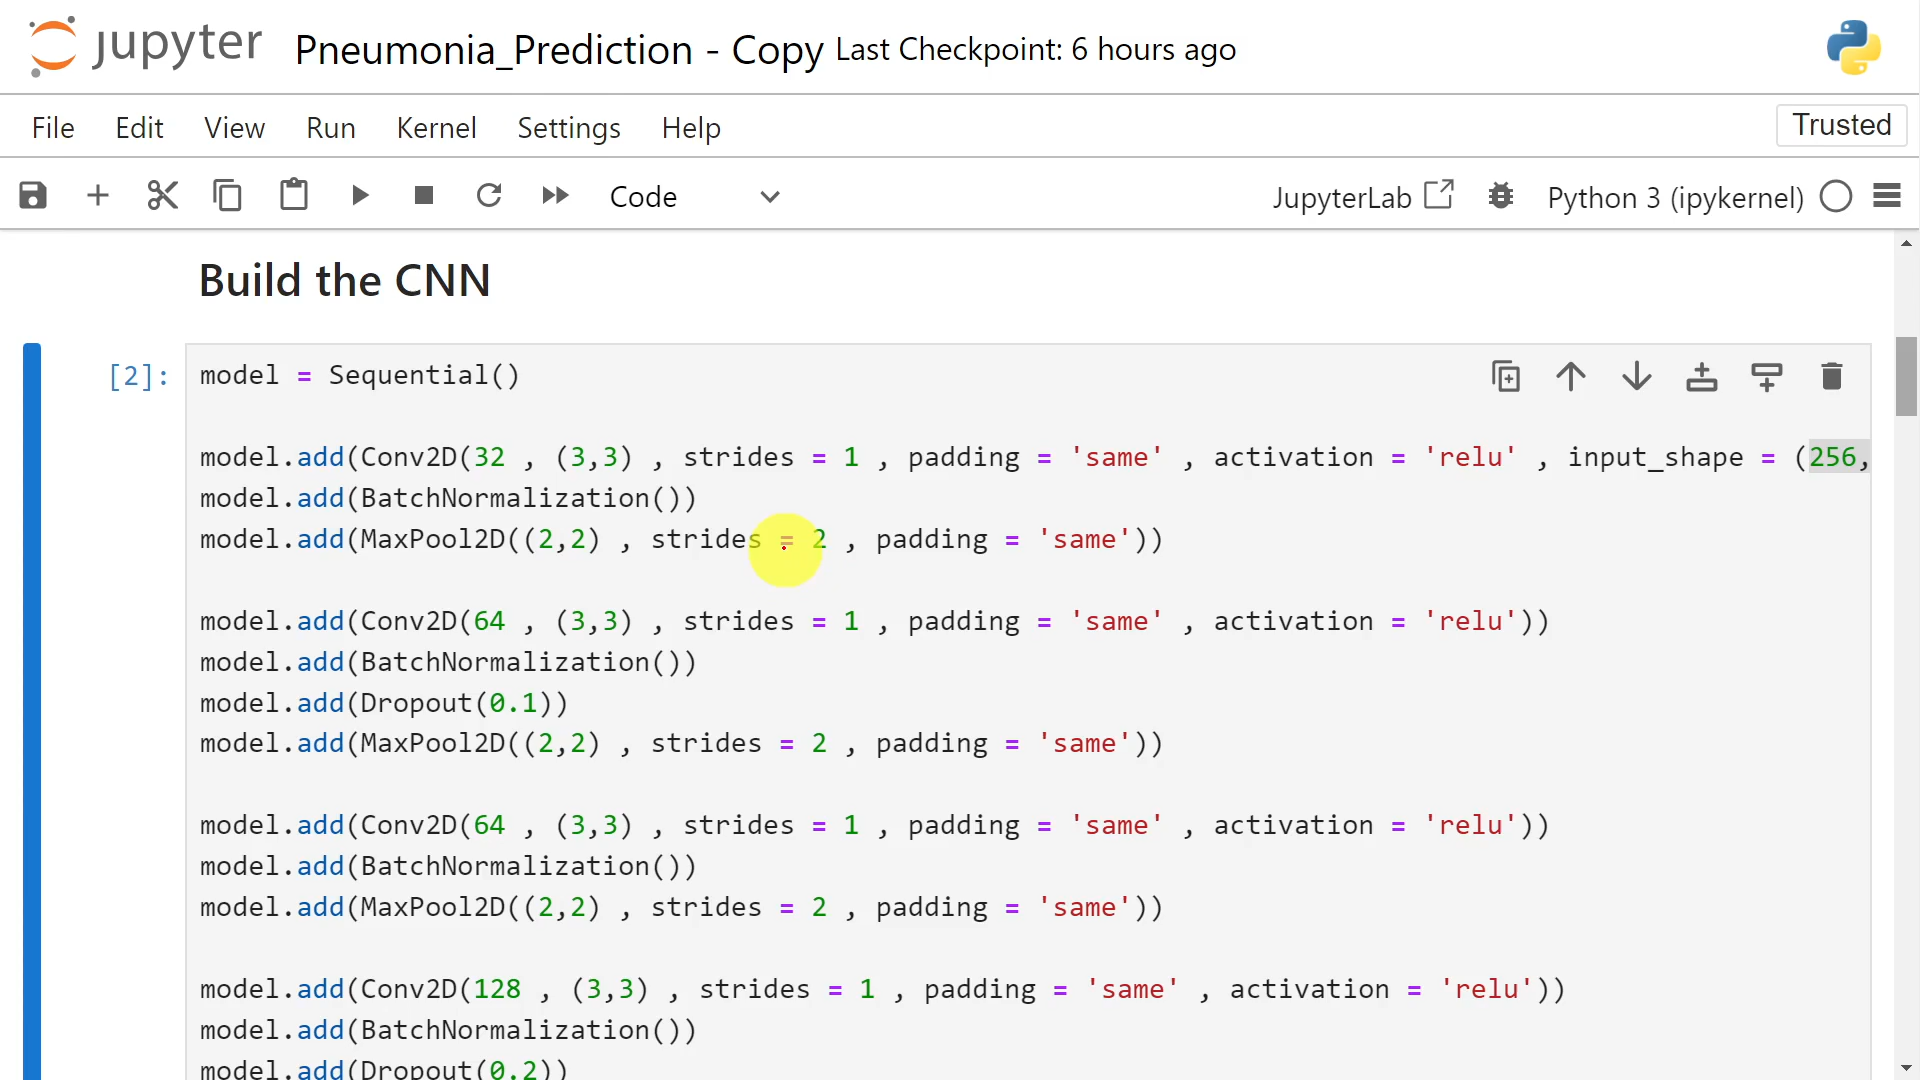 jupyter Pneumonia_Prediction - Copy Last Checkpoint: 6 hours ago
File Edit View Run Kernel Settings Help Trusted
Code JupyterLab Python 3 (ipykernel)
Build the CNN
[2]: model = Sequential()
model.add(Conv2D(32 , (3,3) , strides = 1 , padding = 'same' , activation = 'relu' , input_shape = (256,
model.add(BatchNormalization())
model.add(MaxPool2D((2,2) , strides = 2 , padding = 'same'))
model.add(Conv2D(64 , (3,3) , strides = 1 , padding = 'same' , activation = 'relu'))
model.add(BatchNormalization())
model.add(Dropout(0.1))
model.add(MaxPool2D((2,2) , strides = 2 , padding = 'same'))
model.add(Conv2D(64 , (3,3) , strides = 1 , padding = 'same' , activation = 'relu'))
model.add(BatchNormalization())
model.add(MaxPool2D((2,2) , strides = 2 , padding = 'same'))
model.add(Conv2D(128 , (3,3) , strides = 1 , padding = 'same' , activation = 'relu'))
model.add(BatchNormalization())
model.add(Dropout(0.2))